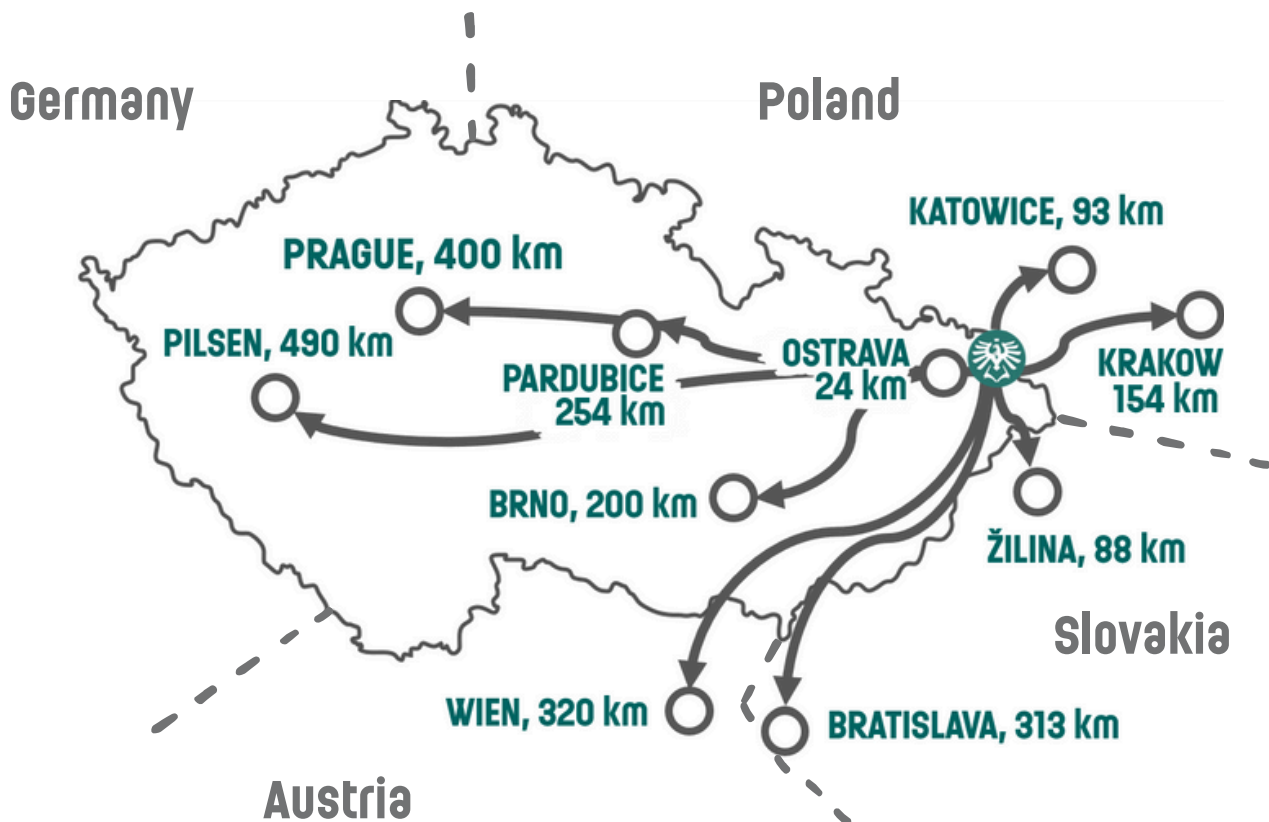 Germany
Poland
KATOWICE, 93 km
PRAGUE, 400 km
PILSEN, 490 km
OSTRAVA
24 km
KRAKOW
154 km
PARDUBICE
254 km
BRNO, 200 km
ŽILINA, 88 km
Slovakia
WIEN, 320 km
BRATISLAVA, 313 km
Austria